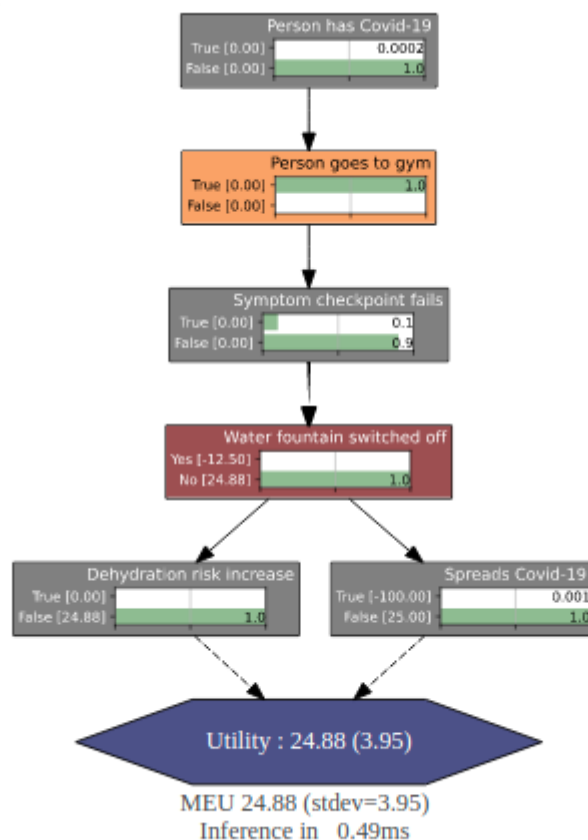 Person has Covid-19
True [0.00] 0.0002
False [0.00] 1.0
Person goes to gym
True [0.00] 1.0
False [0.00]
Symptom checkpoint fails
True [0.00] 0.1
False [0.00] 0.9
Water fountain switched off
Yes [-12.50]
No [24.88] 1.0
Dehydration risk increase
True [0.00]
False [24.88] 1.0
Spreads Covid-19
True [-100.00] 0.001
False [25.00] 1.0
Utility : 24.88 (3.95)
MEU 24.88 (stdev=3.95)
Inference in 0.49ms